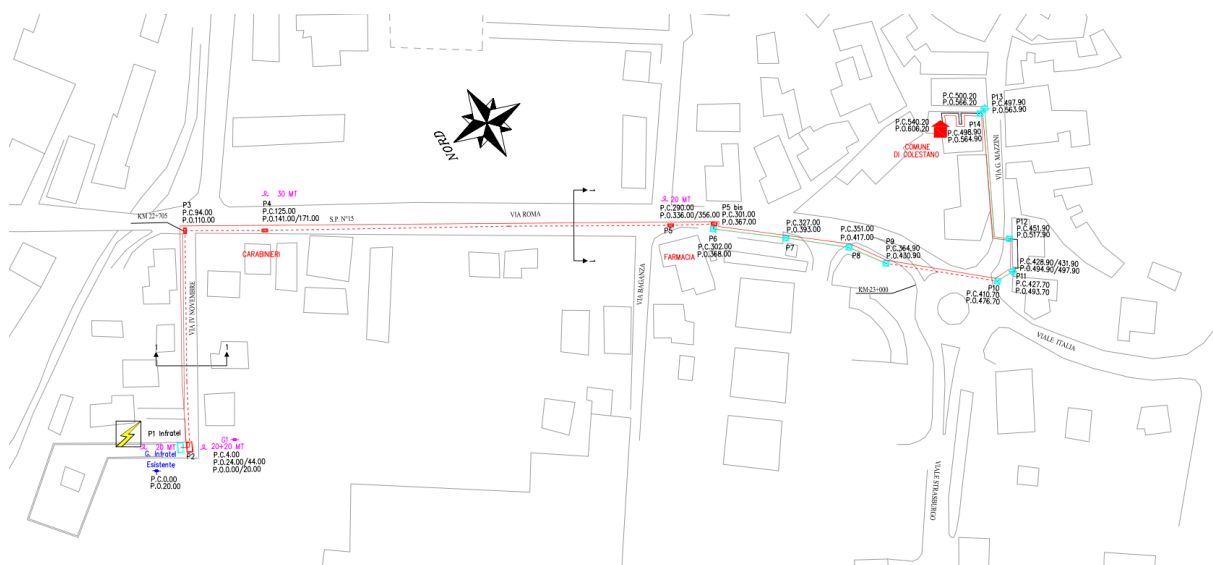 P.C.500.20
P.O.566.20
P13
P.C.497.90
P.O.563.90
P.C.540.20
P.O.606.20
P14
P.C.498.90
P.O.564.90
COMUNE
DI COLESTANO
VIA G. MAZZINI
NORD
30 MT
P3
P.C.94.00
P.O.110.00
KM 22+705
P4
P.C.125.00
P.O.141.00/171.00
S.P. N°15
VIA ROMA
1
1
CARABINIERI
20 MT
P.C.290.00
P.O.336.00/356.00
P5
P5 bis
P.C.301.00
P.O.367.00
P6
P.C.302.00
P.O.368.00
FARMACIA
P.C.327.00
P.O.393.00
P7
P.C.351.00
P.O.417.00
P8
P9
P.C.364.90
P.O.430.90
P12
P.C.451.90
P.O.517.90
P.C.428.90/431.90
P.O.494.90/497.90
P11
P.C.427.70
P.O.493.70
P10
P.C.410.70
P.O.476.70
KM 23+000
VIALE ITALIA
VIA BAGANZA
VIA IV NOVEMBRE
1
1
VIALE STRASBURGO
P1 Infratel
20 MT
G. Infratel
Esistente
P.C.0.00
P.O.20.00
G1
20+20 MT
P2
P.C.4.00
P.O.24.00/44.00
P.O.0.00/20.00